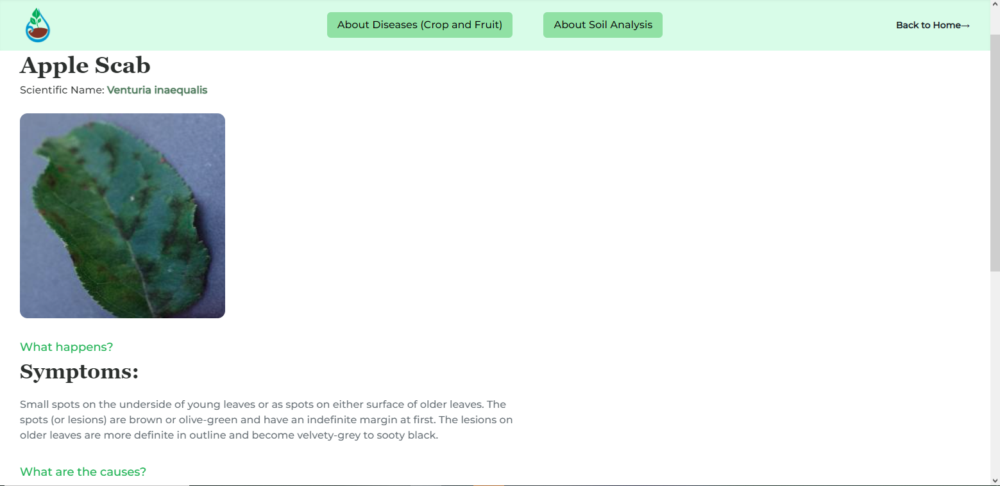 About Diseases (Crop and Fruit)
About Soil Analysis
Back to Home→
Apple Scab
Scientific Name: Venturia inaequalis
What happens?
Symptoms:
Small spots on the underside of young leaves or as spots on either surface of older leaves. The
spots (or lesions) are brown or olive-green and have an indefinite margin at first. The lesions on
older leaves are more definite in outline and become velvety-grey to sooty black.
What are the causes?